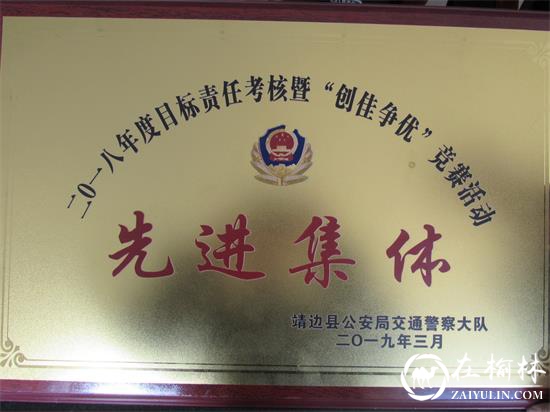 二〇一八年度目标责任考核暨“创佳争优”竞赛活动
先进集体
靖边县公安局交通警察大队
二〇一九年三月
在榆林
ZAIYULIN.COM